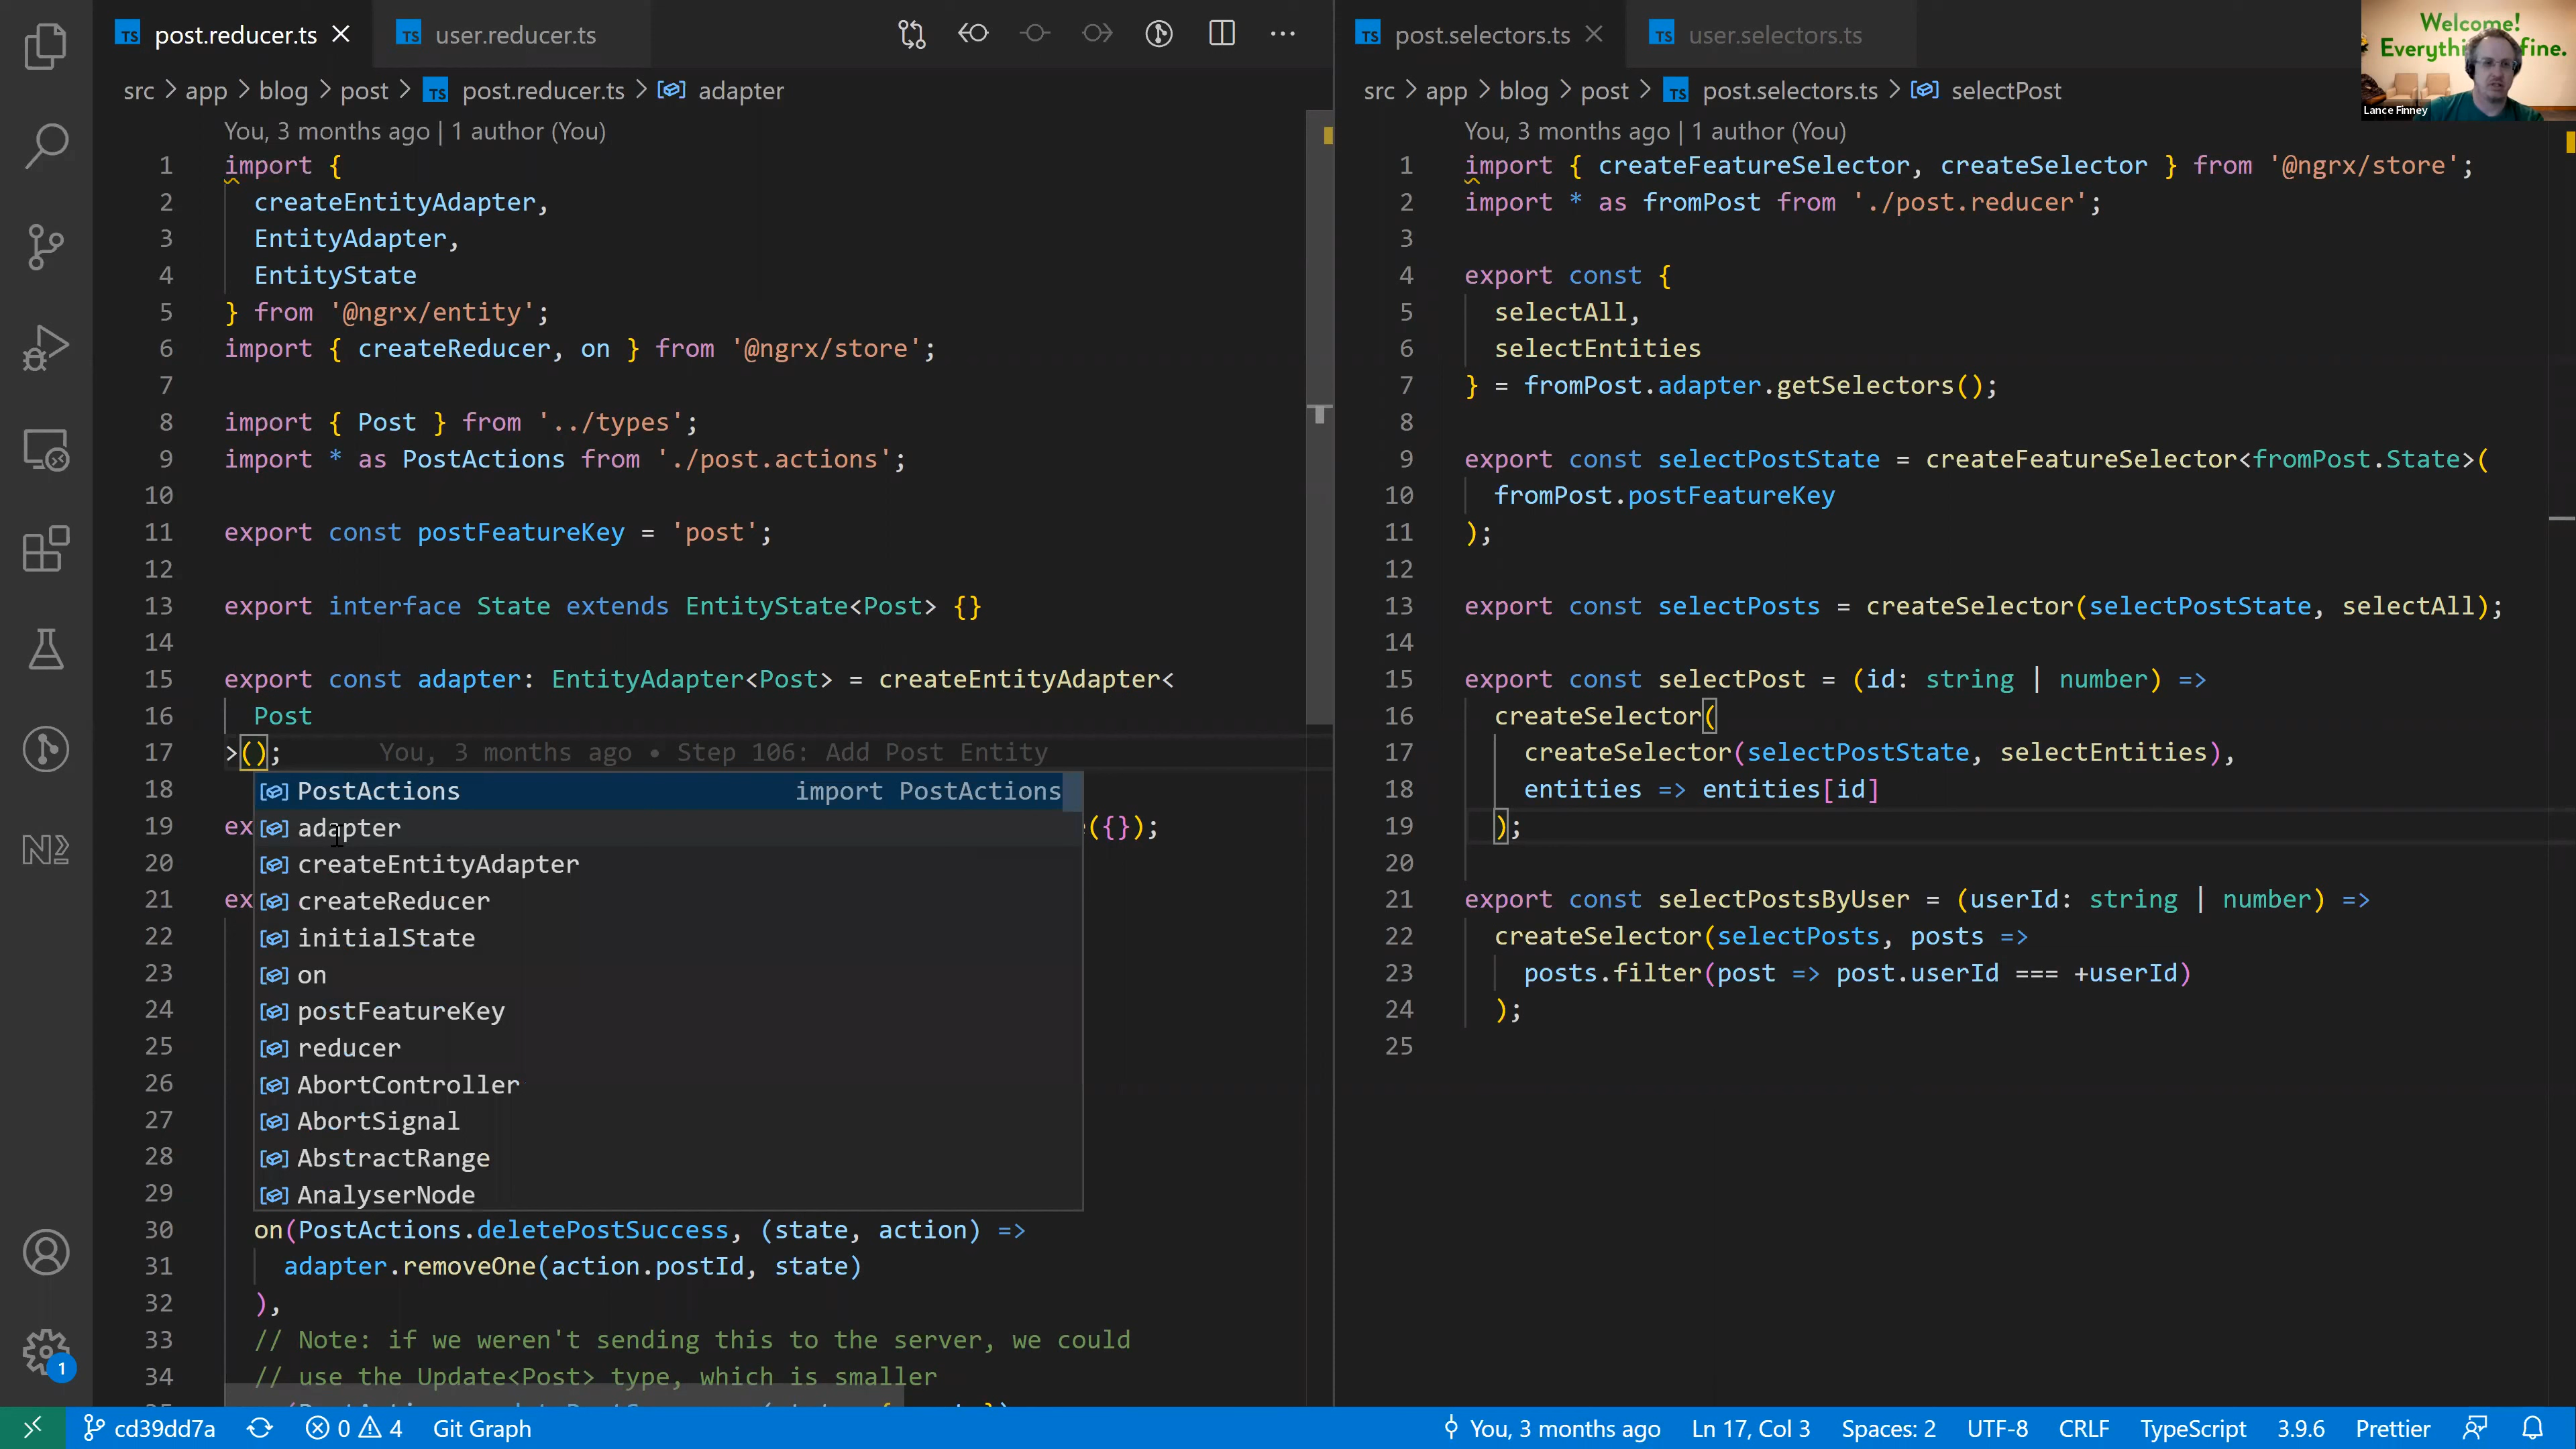 post.reducer.ts
user.reducer.ts
src > app > blog > post > TS post.reducer.ts > adapter
You, 3 months ago | 1 author (You)
1 import {
2 createEntityAdapter,
3 EntityAdapter,
4 EntityState
5 } from '@ngrx/entity';
6 import { createReducer, on } from '@ngrx/store';
7
8 import { Post } from '../types';
9 import * as PostActions from './post.actions';
10
11 export const postFeatureKey = 'post';
12
13 export interface State extends EntityState<Post> {}
14
15 export const adapter: EntityAdapter<Post> = createEntityAdapter<
16 Post
17 >(); You, 3 months ago • Step 106: Add Post Entity
18
PostActions import PostActions
19 ex ({});
adapter
20
createEntityAdapter
21 ex
createReducer
22
initialState
23
on
24
postFeatureKey
25
reducer
26
AbortController
27
AbortSignal
28
AbstractRange
29
AnalyserNode
30 on(PostActions.deletePostSuccess, (state, action) =>
31 adapter.removeOne(action.postId, state)
32 ),
33 // Note: if we weren't sending this to the server, we could
34 // use the Update<Post> type, which is smaller
TS post.selectors.ts
TS user.selectors.ts
src > app > blog > post > TS post.selectors.ts > selectPost
You, 3 months ago | 1 author (You)
1 import { createFeatureSelector, createSelector } from '@ngrx/store';
2 import * as fromPost from './post.reducer';
3
4 export const {
5 selectAll,
6 selectEntities
7 } = fromPost.adapter.getSelectors();
8
9 export const selectPostState = createFeatureSelector<fromPost.State>(
10 fromPost.postFeatureKey
11 );
12
13 export const selectPosts = createSelector(selectPostState, selectAll);
14
15 export const selectPost = (id: string | number) =>
16 createSelector(
17 createSelector(selectPostState, selectEntities),
18 entities => entities[id]
19 );
20
21 export const selectPostsByUser = (userId: string | number) =>
22 createSelector(selectPosts, posts =>
23 posts.filter(post => post.userId === +userId)
24 );
25
Welcome!
Lance Finney
cd39dd7a 0 4 Git Graph You, 3 months ago Ln 17, Col 3 Spaces: 2 UTF-8 CRLF TypeScript 3.9.6 Prettier
1